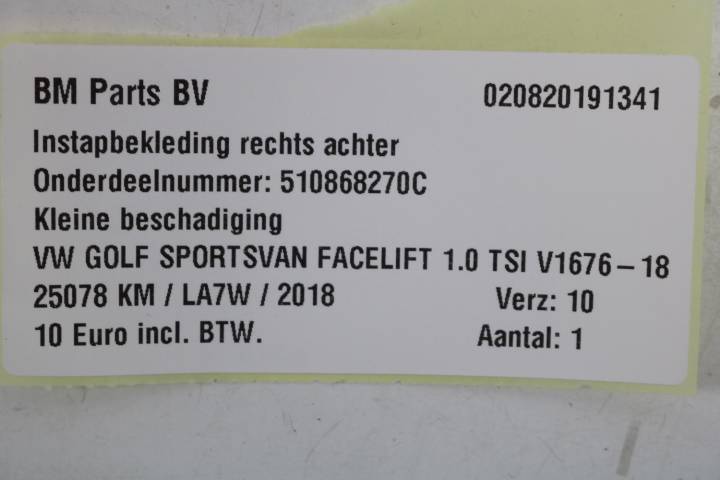 BM Parts BV 020820191341
Instapbekleding rechts achter
Onderdeelnummer: 510868270C
Kleine beschadiging
VW GOLF SPORTSVAN FACELIFT 1.0 TSI V1676-18
25078 KM / LA7W / 2018 Verz: 10
10 Euro incl. BTW. Aantal: 1